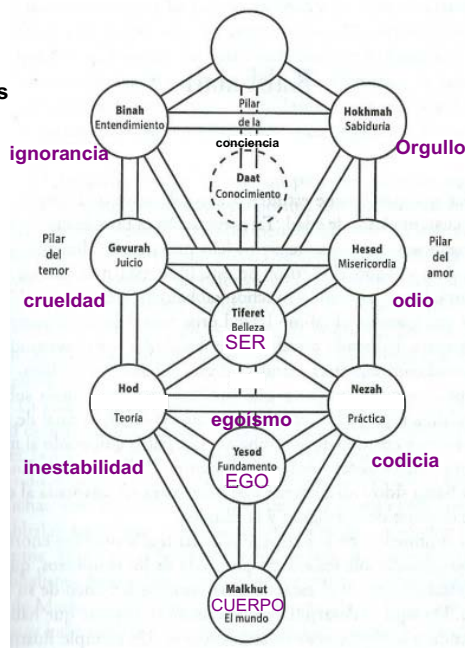 s
Binah
Entendimiento
Pilar
de la
conciencia
Hokhmah
Sabiduría
ignorancia
Orgullo
Daat
Conocimiento
Pilar
del
temor
Gevurah
Juicio
Hesed
Misericordia
Pilar
del
amor
crueldad
odio
Tiferet
Belleza
SER
Hod
Teoría
Nezah
Práctica
egoismo
inestabilidad
codicia
Yesod
Fundamento
EGO
Malkhut
CUERPO
El mundo